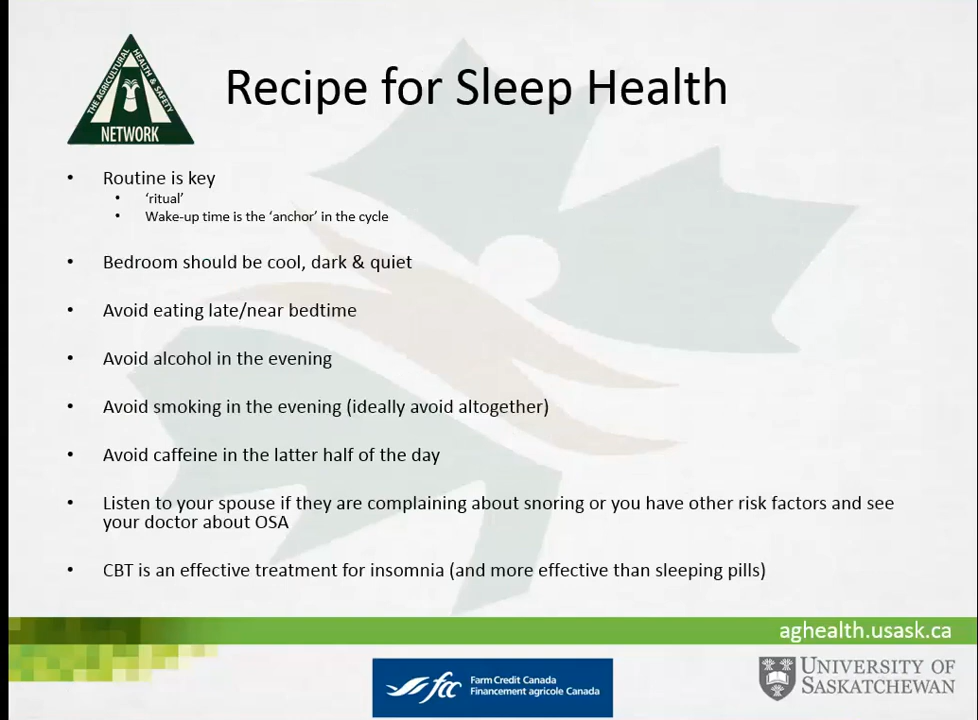 THE AGRICULTURAL
HEALTH & SAFETY
NETWORK
Recipe for Sleep Health
• Routine is key
• ‘ritual’
• Wake-up time is the ‘anchor’ in the cycle
• Bedroom should be cool, dark & quiet
• Avoid eating late/near bedtime
• Avoid alcohol in the evening
• Avoid smoking in the evening (ideally avoid altogether)
• Avoid caffeine in the latter half of the day
• Listen to your spouse if they are complaining about snoring or you have other risk factors and see
your doctor about OSA
• CBT is an effective treatment for insomnia (and more effective than sleeping pills)
aghealth.usask.ca
fcc
Farm Credit Canada
Financement agricole Canada
UNIVERSITY OF
SASKATCHEWAN